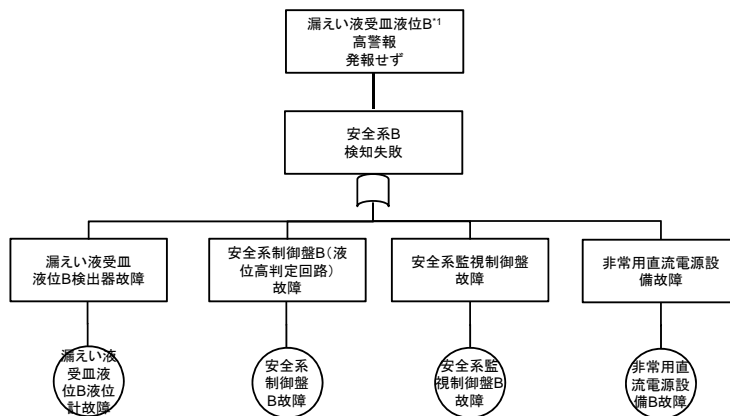 漏えい液受皿液位B*1
高警報
発報せず
安全系B
検知失敗
漏えい液受皿
液位B検出器故障
安全系制御盤B(液
位高判定回路)
故障
安全系監視制御盤
故障
非常用直流電源設
備故障
漏えい液
受皿液
位B液位
計故障
安全系
制御盤
B故障
安全系監
視制御盤B
故障
非常用直
流電源設
備B故障